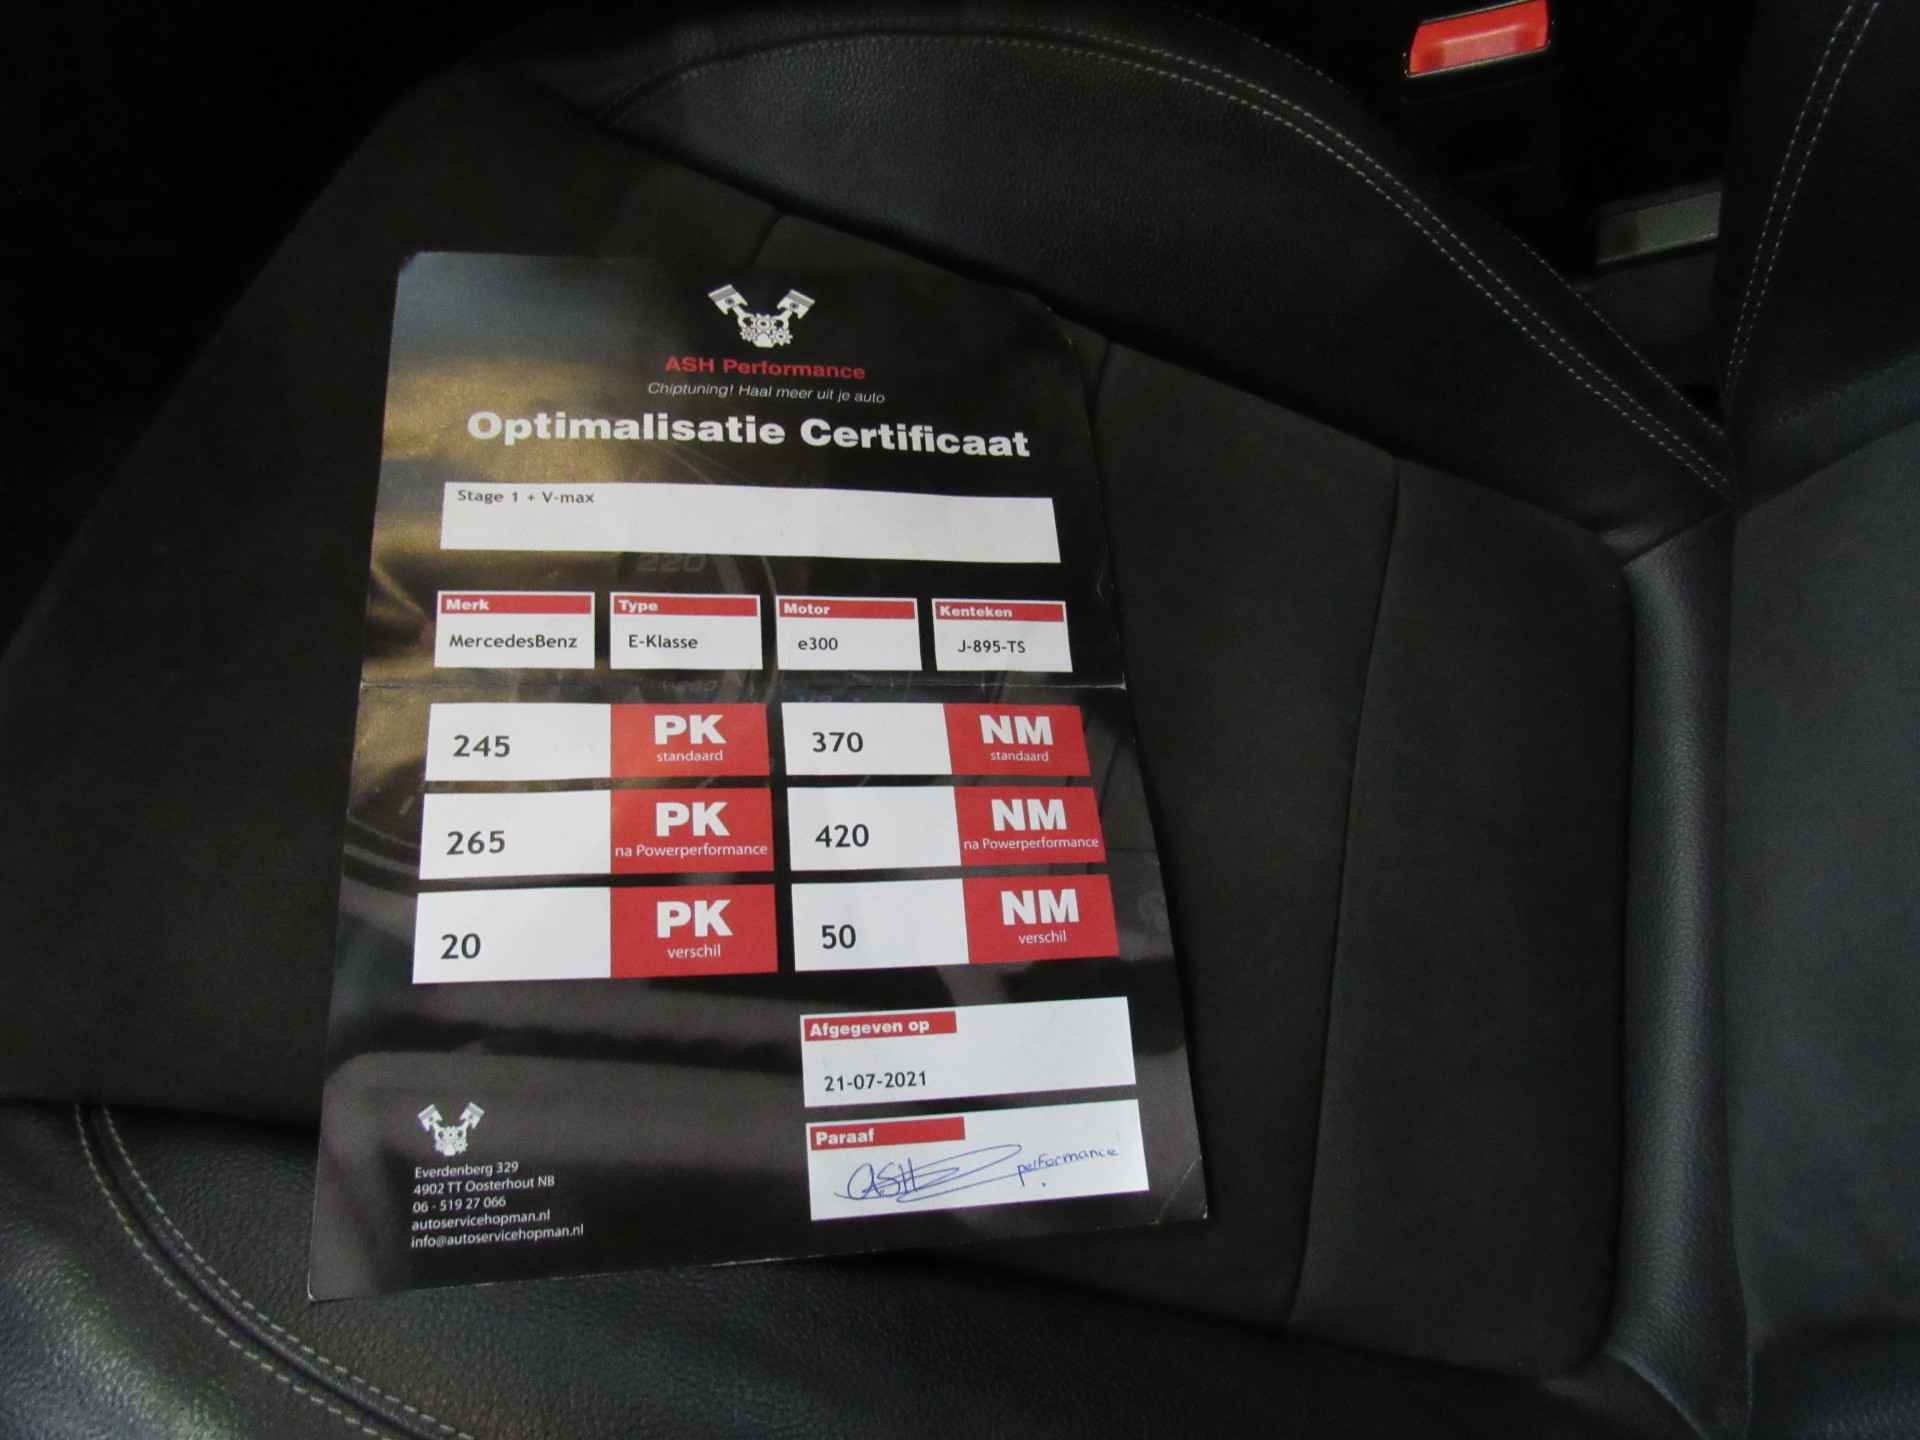 ASH Performance
Chiptuning! Haal meer uit je auto
Optimalisatie Certificaat
Stage 1 + V-max
220
Merk Type Motor Kenteken
MercedesBenz E-Klasse e300 J-895-TS
245 PK standaard 370 NM standaard
265 PK na Powerperformance 420 NM na Powerperformance
20 PK verschil 50 NM verschil
Afgegeven op
21-07-2021
Paraaf
ASH performance
Everdenberg 329
4902 TT Oosterhout NB
06 - 519 27 066
autoservicehopman.nl
info@autoservicehopman.nl